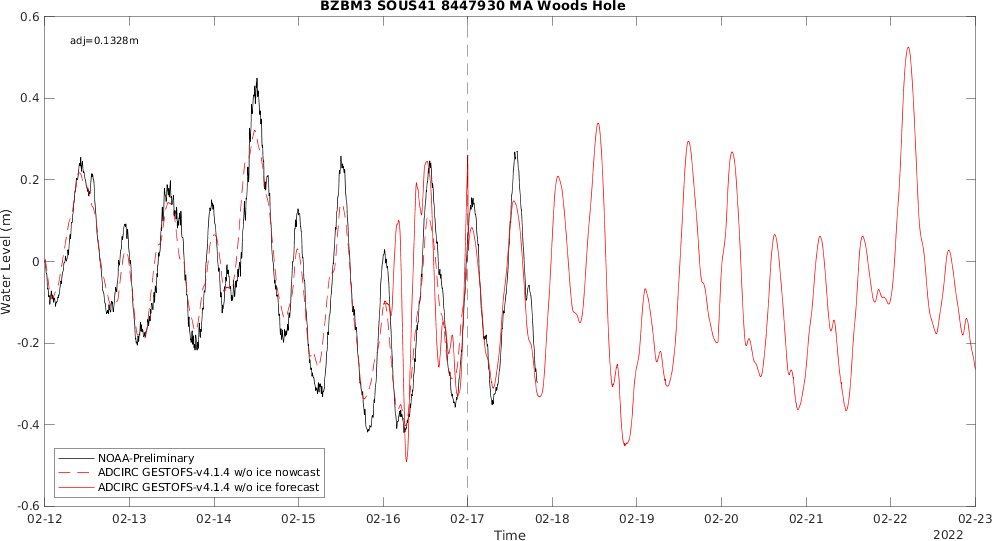 BZBM3 SOUS41 8447930 MA Woods Hole
adj=0.1328m
Water Level (m)
0.6
0.4
0.2
0
-0.2
-0.4
-0.6
NOAA-Preliminary
ADCIRC GESTOFS-v4.1.4 w/o ice nowcast
ADCIRC GESTOFS-v4.1.4 w/o ice forecast
02-12 02-13 02-14 02-15 02-16 02-17 02-18 02-19 02-20 02-21 02-22 02-23
Time
2022